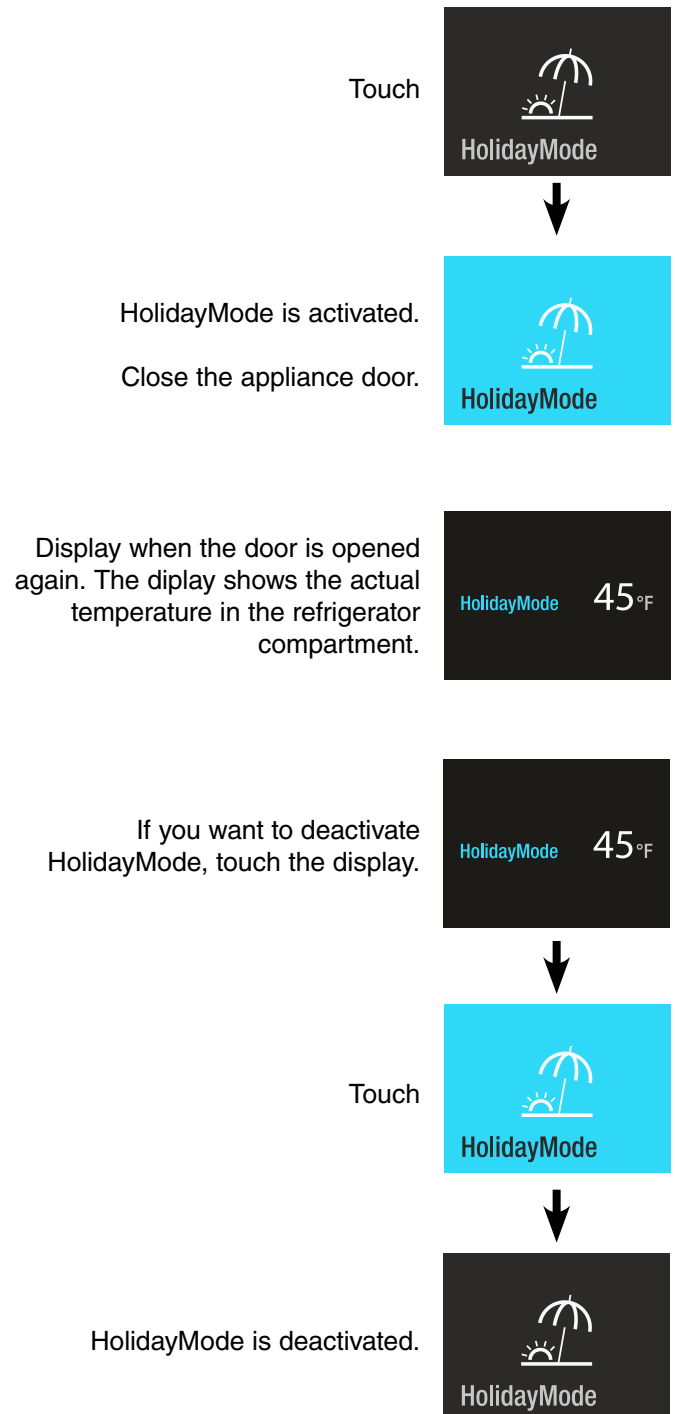 Touch
HolidayMode
HolidayMode is activated.
Close the appliance door.
HolidayMode
Display when the door is opened
again. The diplay shows the actual
temperature in the refrigerator
compartment.
HolidayMode 45°F
If you want to deactivate
HolidayMode, touch the display.
HolidayMode 45°F
Touch
HolidayMode
HolidayMode is deactivated.
HolidayMode